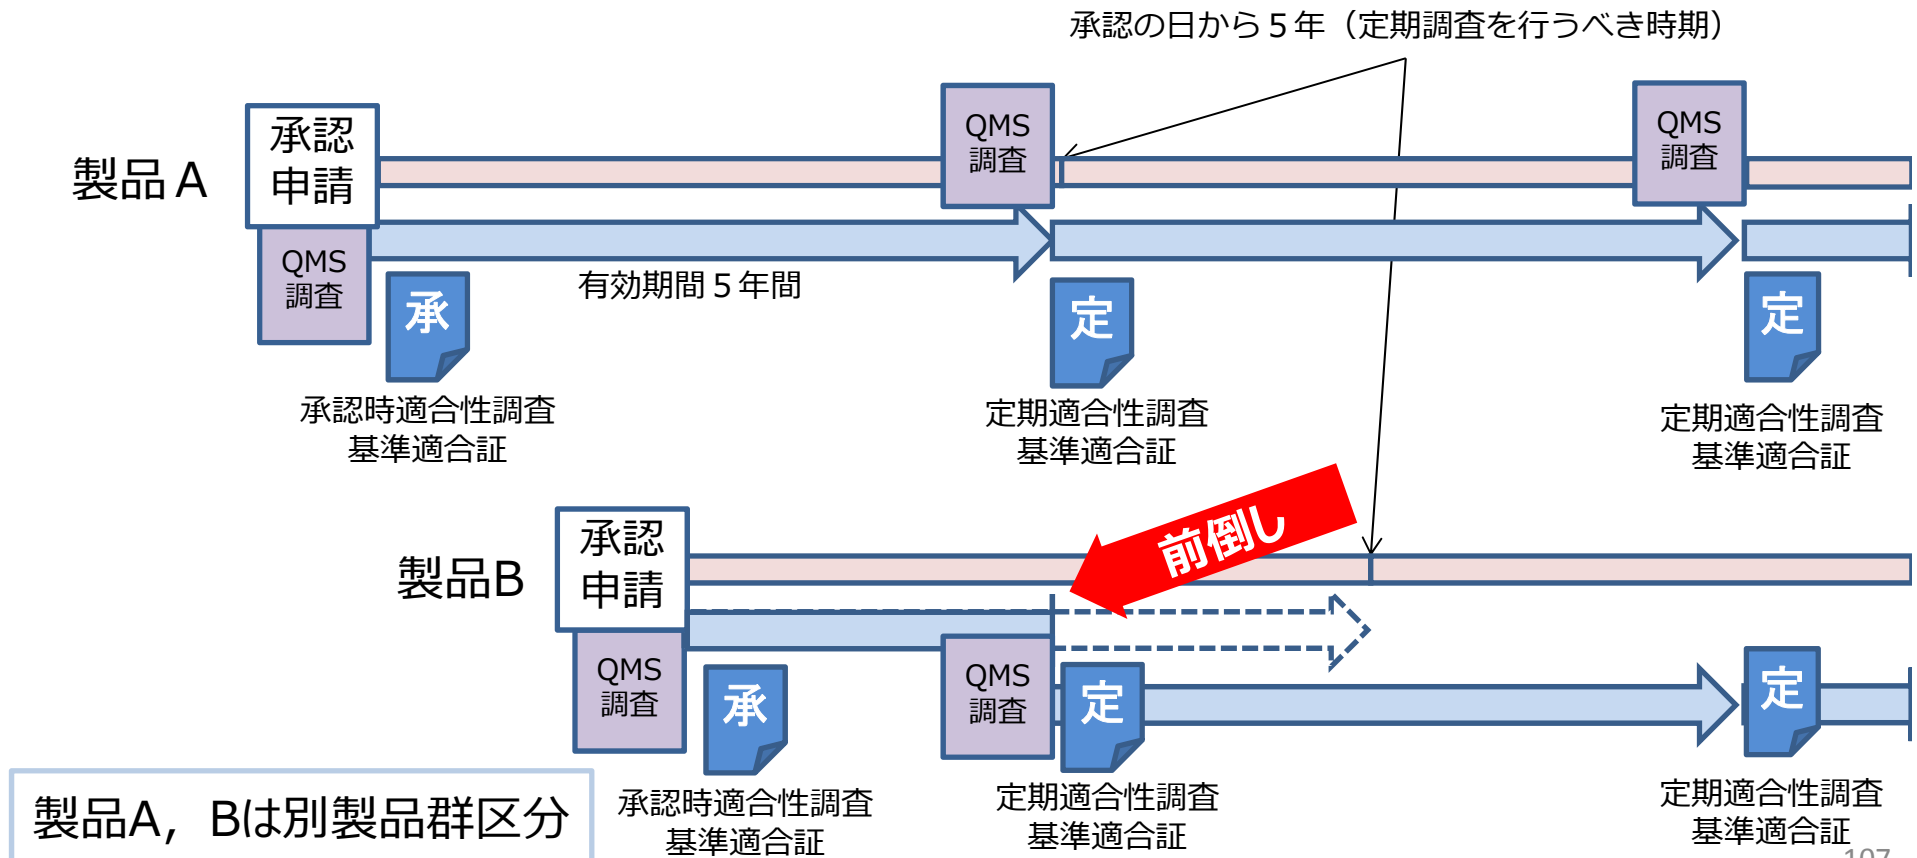 承認の日から５年（定期調査を行うべき時期）
製品Ａ
承認
申請
QMS
調査
QMS
調査
QMS
調査
有効期間５年間
承
定
定
承認時適合性調査
基準適合証
定期適合性調査
基準適合証
定期適合性調査
基準適合証
前倒し
製品B
承認
申請
QMS
調査
QMS
調査
承
定
定
承認時適合性調査
基準適合証
定期適合性調査
基準適合証
定期適合性調査
基準適合証
製品A，Bは別製品群区分
107